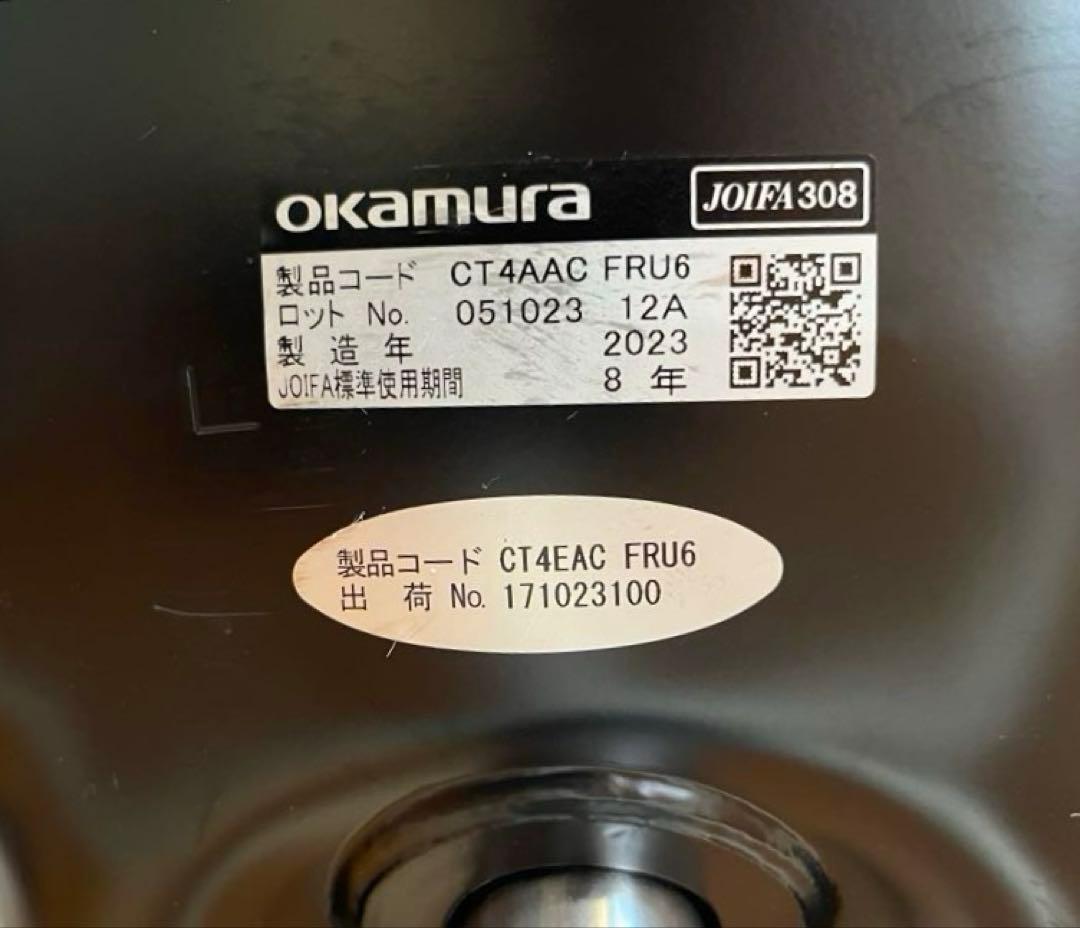 okamura
JOIFA308
製品コード CT4AAC FRU6
ロット No. 051023 12A
製造年 2023
JOIFA標準使用期間 8年
製品コード CT4EAC FRU6
出荷 No. 171023100